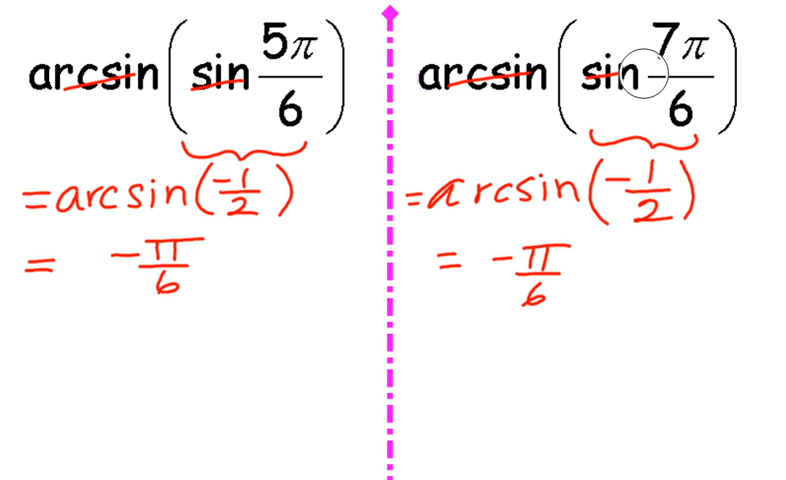 arcsin(sin 5π/6)
= arcsin(-1/2)
= -π/6
arcsin(sin 7π/6)
= arcsin(-1/2)
= -π/6